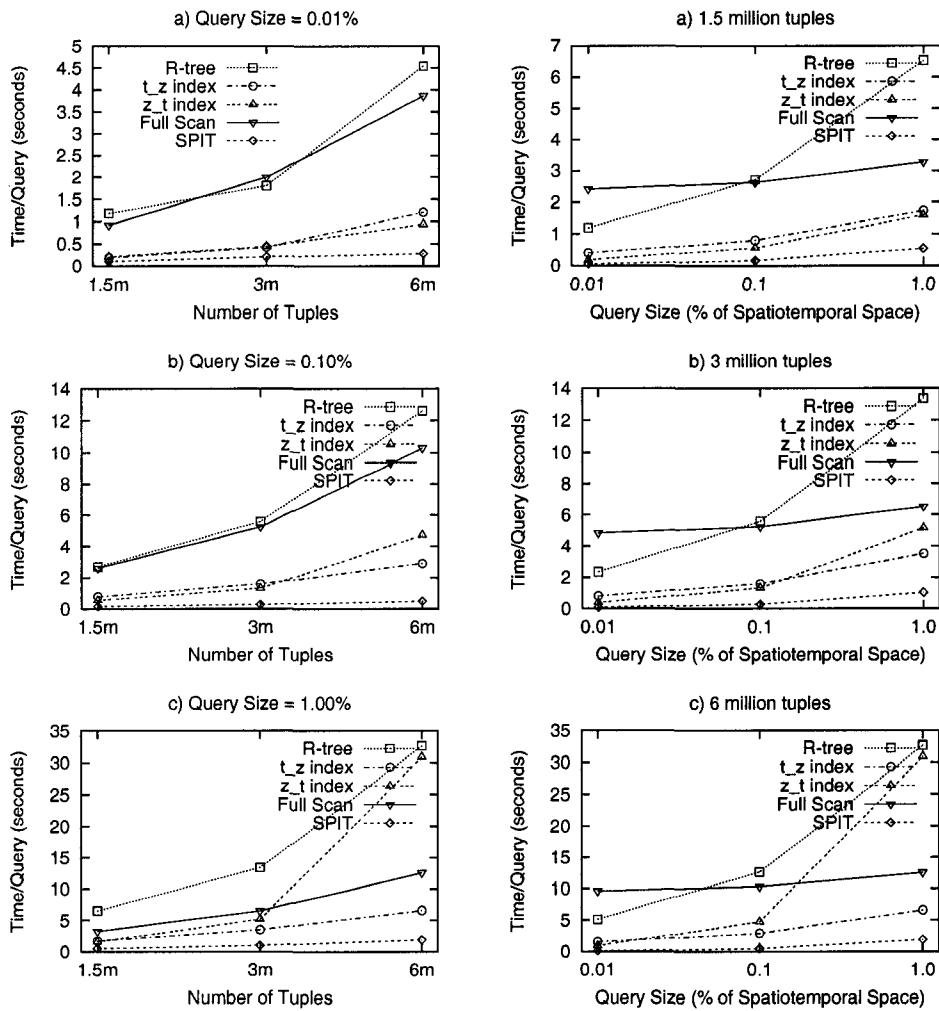 a) Query Size = 0.01%
Time/Query (seconds)
5
4.5
4
3.5
3
2.5
2
1.5
1
0.5
0
R-tree
t_z index
z_t index
Full Scan
SPIT
1.5m 3m 6m
Number of Tuples
a) 1.5 million tuples
Time/Query (seconds)
7
6
5
4
3
2
1
0
R-tree
t_z index
z_t index
Full Scan
SPIT
0.01 0.1 1.0
Query Size (% of Spatiotemporal Space)
b) Query Size = 0.10%
Time/Query (seconds)
14
12
10
8
6
4
2
0
R-tree
t_z index
z_t index
Full Scan
SPIT
1.5m 3m 6m
Number of Tuples
b) 3 million tuples
Time/Query (seconds)
14
12
10
8
6
4
2
0
R-tree
t_z index
z_t index
Full Scan
SPIT
0.01 0.1 1.0
Query Size (% of Spatiotemporal Space)
c) Query Size = 1.00%
Time/Query (seconds)
35
30
25
20
15
10
5
0
R-tree
t_z index
z_t index
Full Scan
SPIT
1.5m 3m 6m
Number of Tuples
c) 6 million tuples
Time/Query (seconds)
35
30
25
20
15
10
5
0
R-tree
t_z index
z_t index
Full Scan
SPIT
0.01 0.1 1.0
Query Size (% of Spatiotemporal Space)